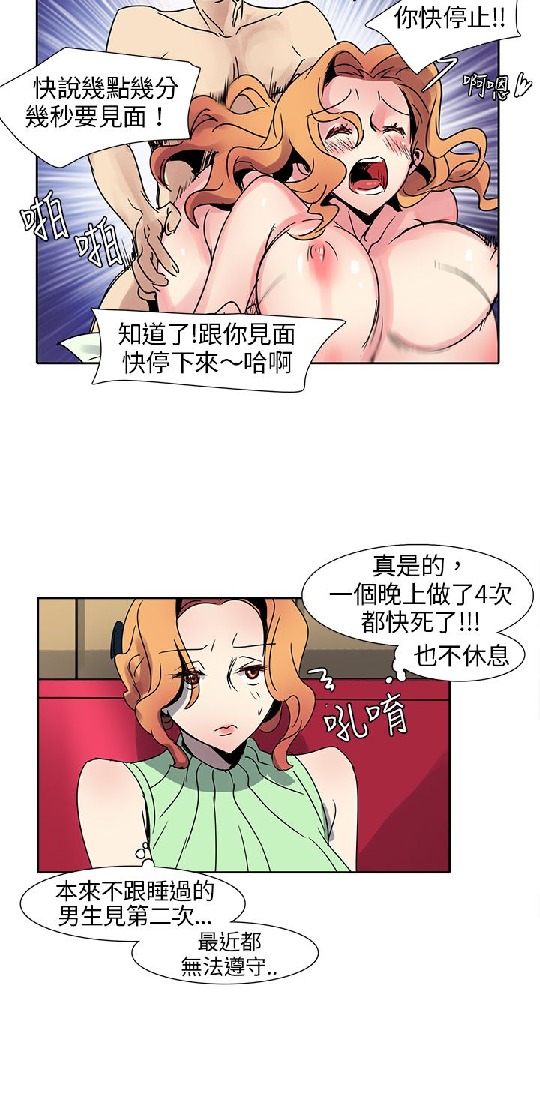 你快停止!!
快說幾點幾分
幾秒要見面！
啊嗯
啪
啪
知道了!跟你見面
快停下來～哈啊
真是的，
一個晚上做了4次
都快死了!!!
也不休息
吼唷
本來不跟睡過的
男生見第二次...
最近都
無法遵守..